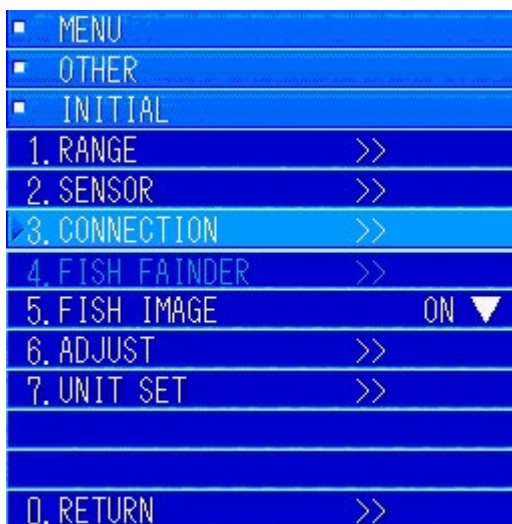 MENU
OTHER
INITIAL
1. RANGE >>
2. SENSOR >>
3. CONNECTION >>
4. FISH FAINDER >>
5. FISH IMAGE ON ▼
6. ADJUST >>
7. UNIT SET >>
0. RETURN >>